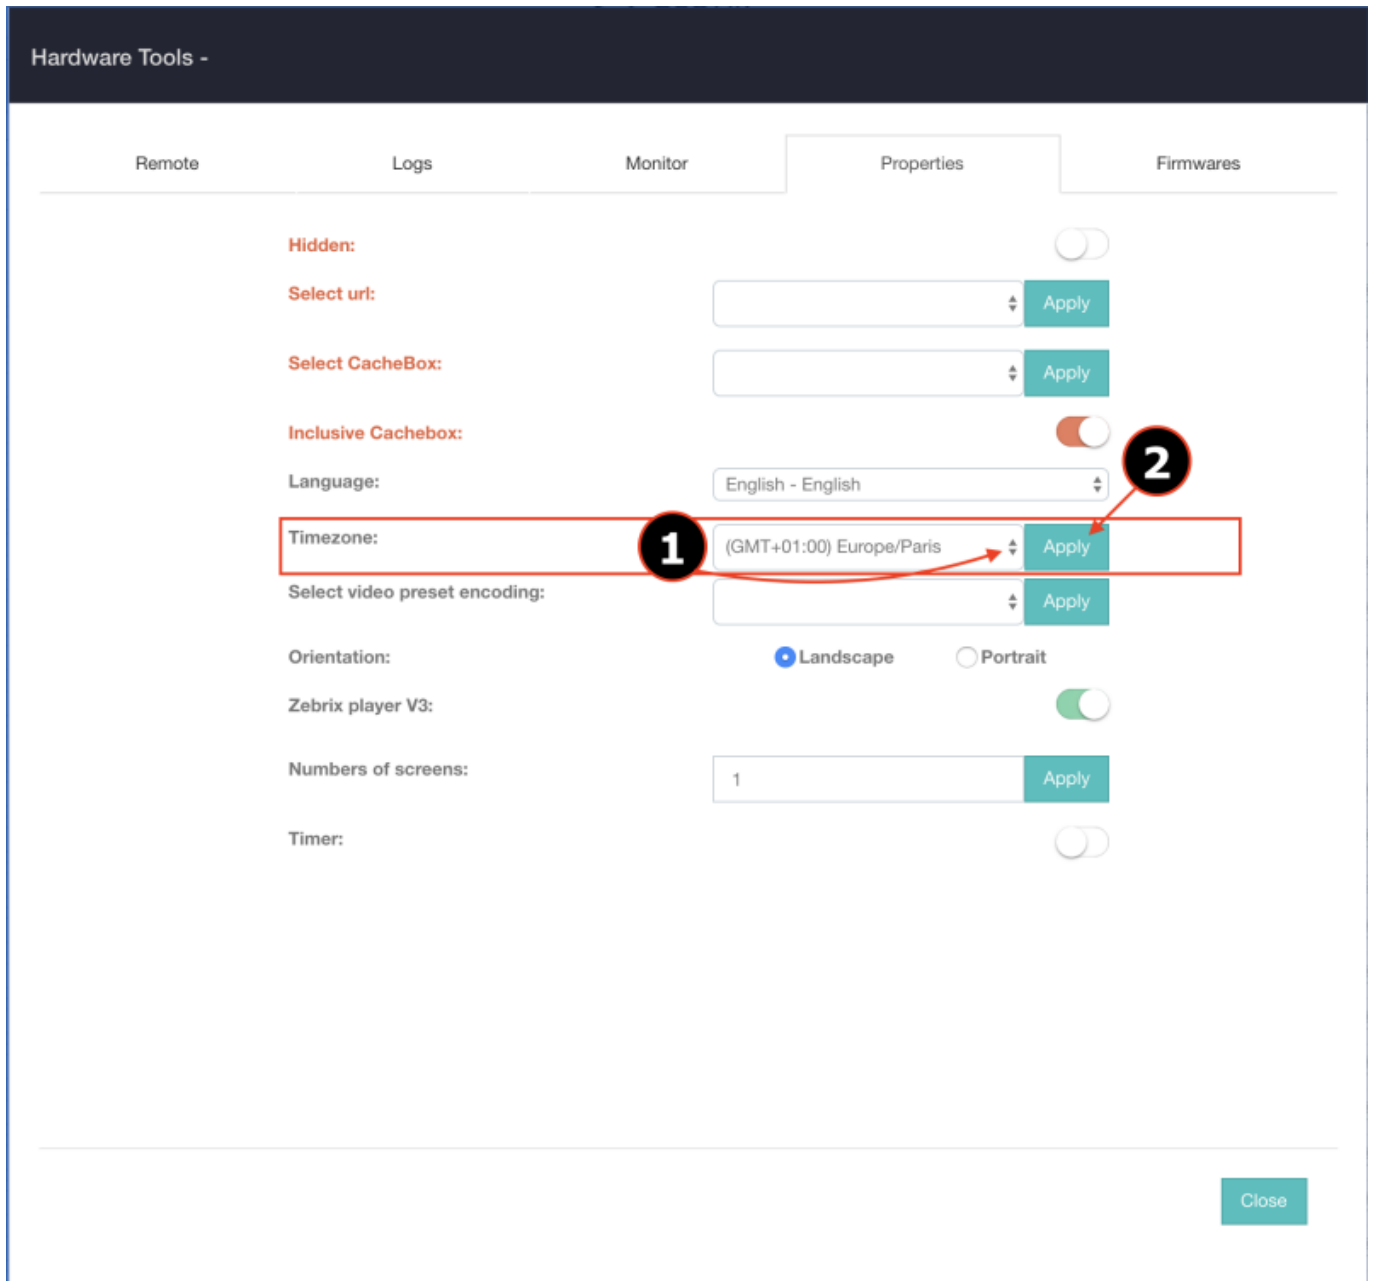 Hardware Tools -
Remote Logs Monitor Properties Firmwares
Hidden:
Select url: Apply
Select CacheBox: Apply
Inclusive Cachebox:
2
Language: English - English
Timezone: 1 (GMT+01:00) Europe/Paris Apply
Select video preset encoding: Apply
Orientation: Landscape Portrait
Zebrix player V3:
Numbers of screens: 1 Apply
Timer:
Close